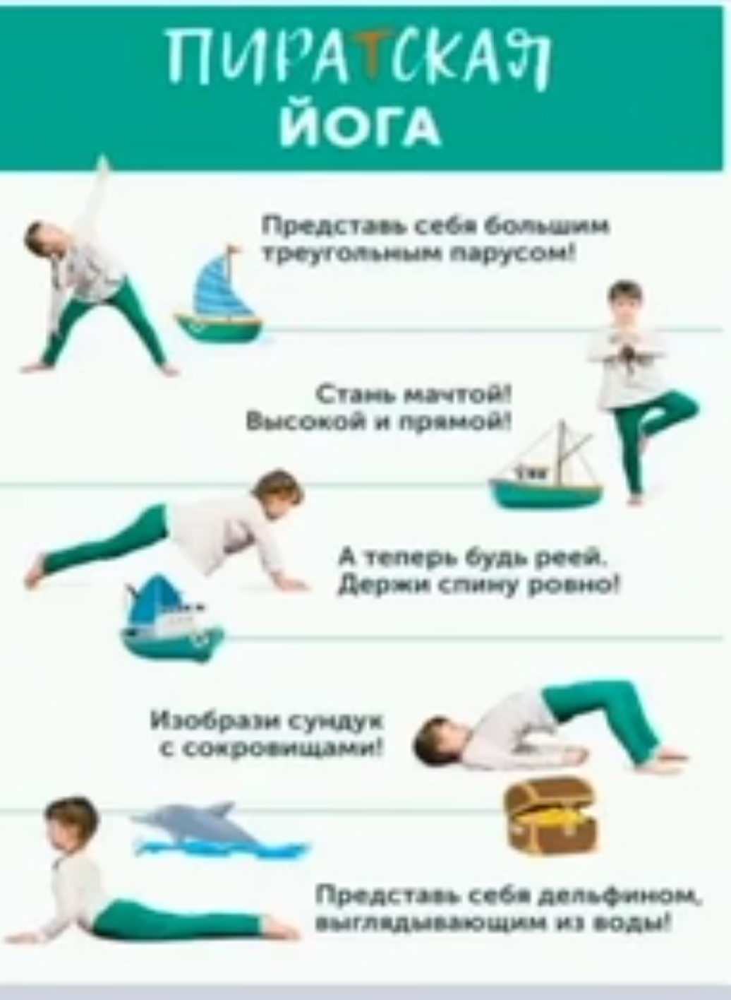 ПИРАТСКАЯ
ЙОГА
Представь себя большим
треугольным парусом!
Стань мачтой!
Высокой и прямой!
А теперь будь реей.
Держи спину ровно!
Изобрази сундук
с сокровищами!
Представь себя дельфином,
выглядывающим из воды!